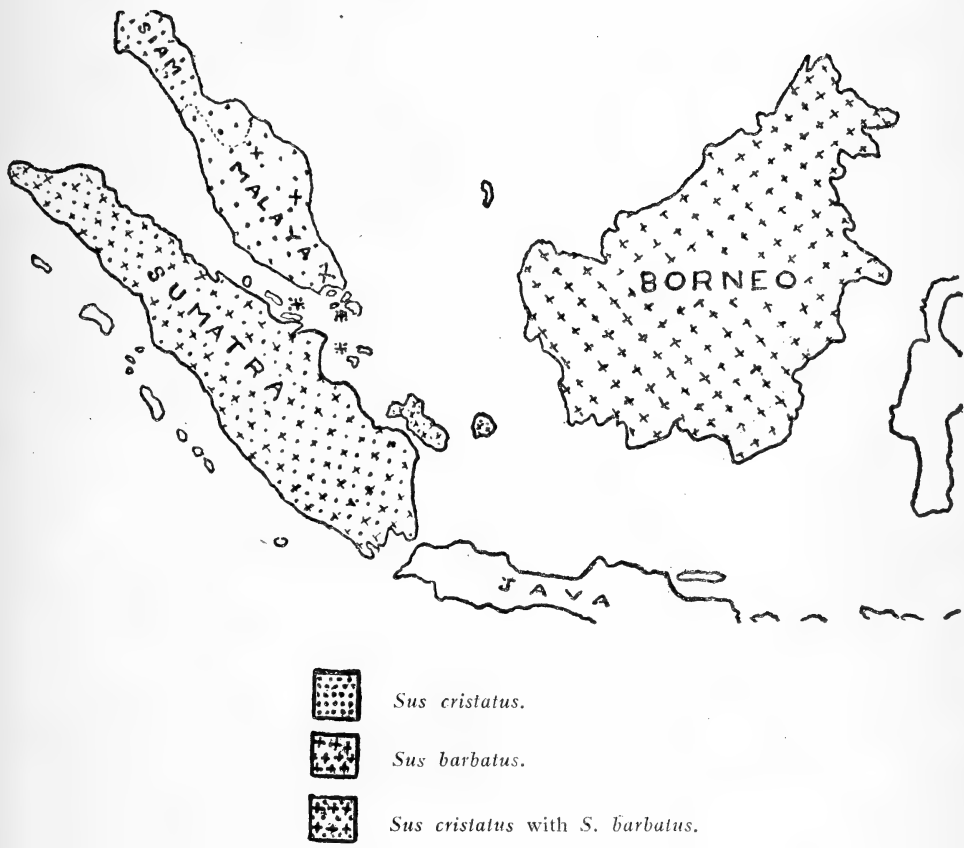 SIAM
MALAYA
SUMATRA
BORNEO
JAVA
Sus cristatus.
Sus barbatus.
Sus cristatus with S. barbatus.